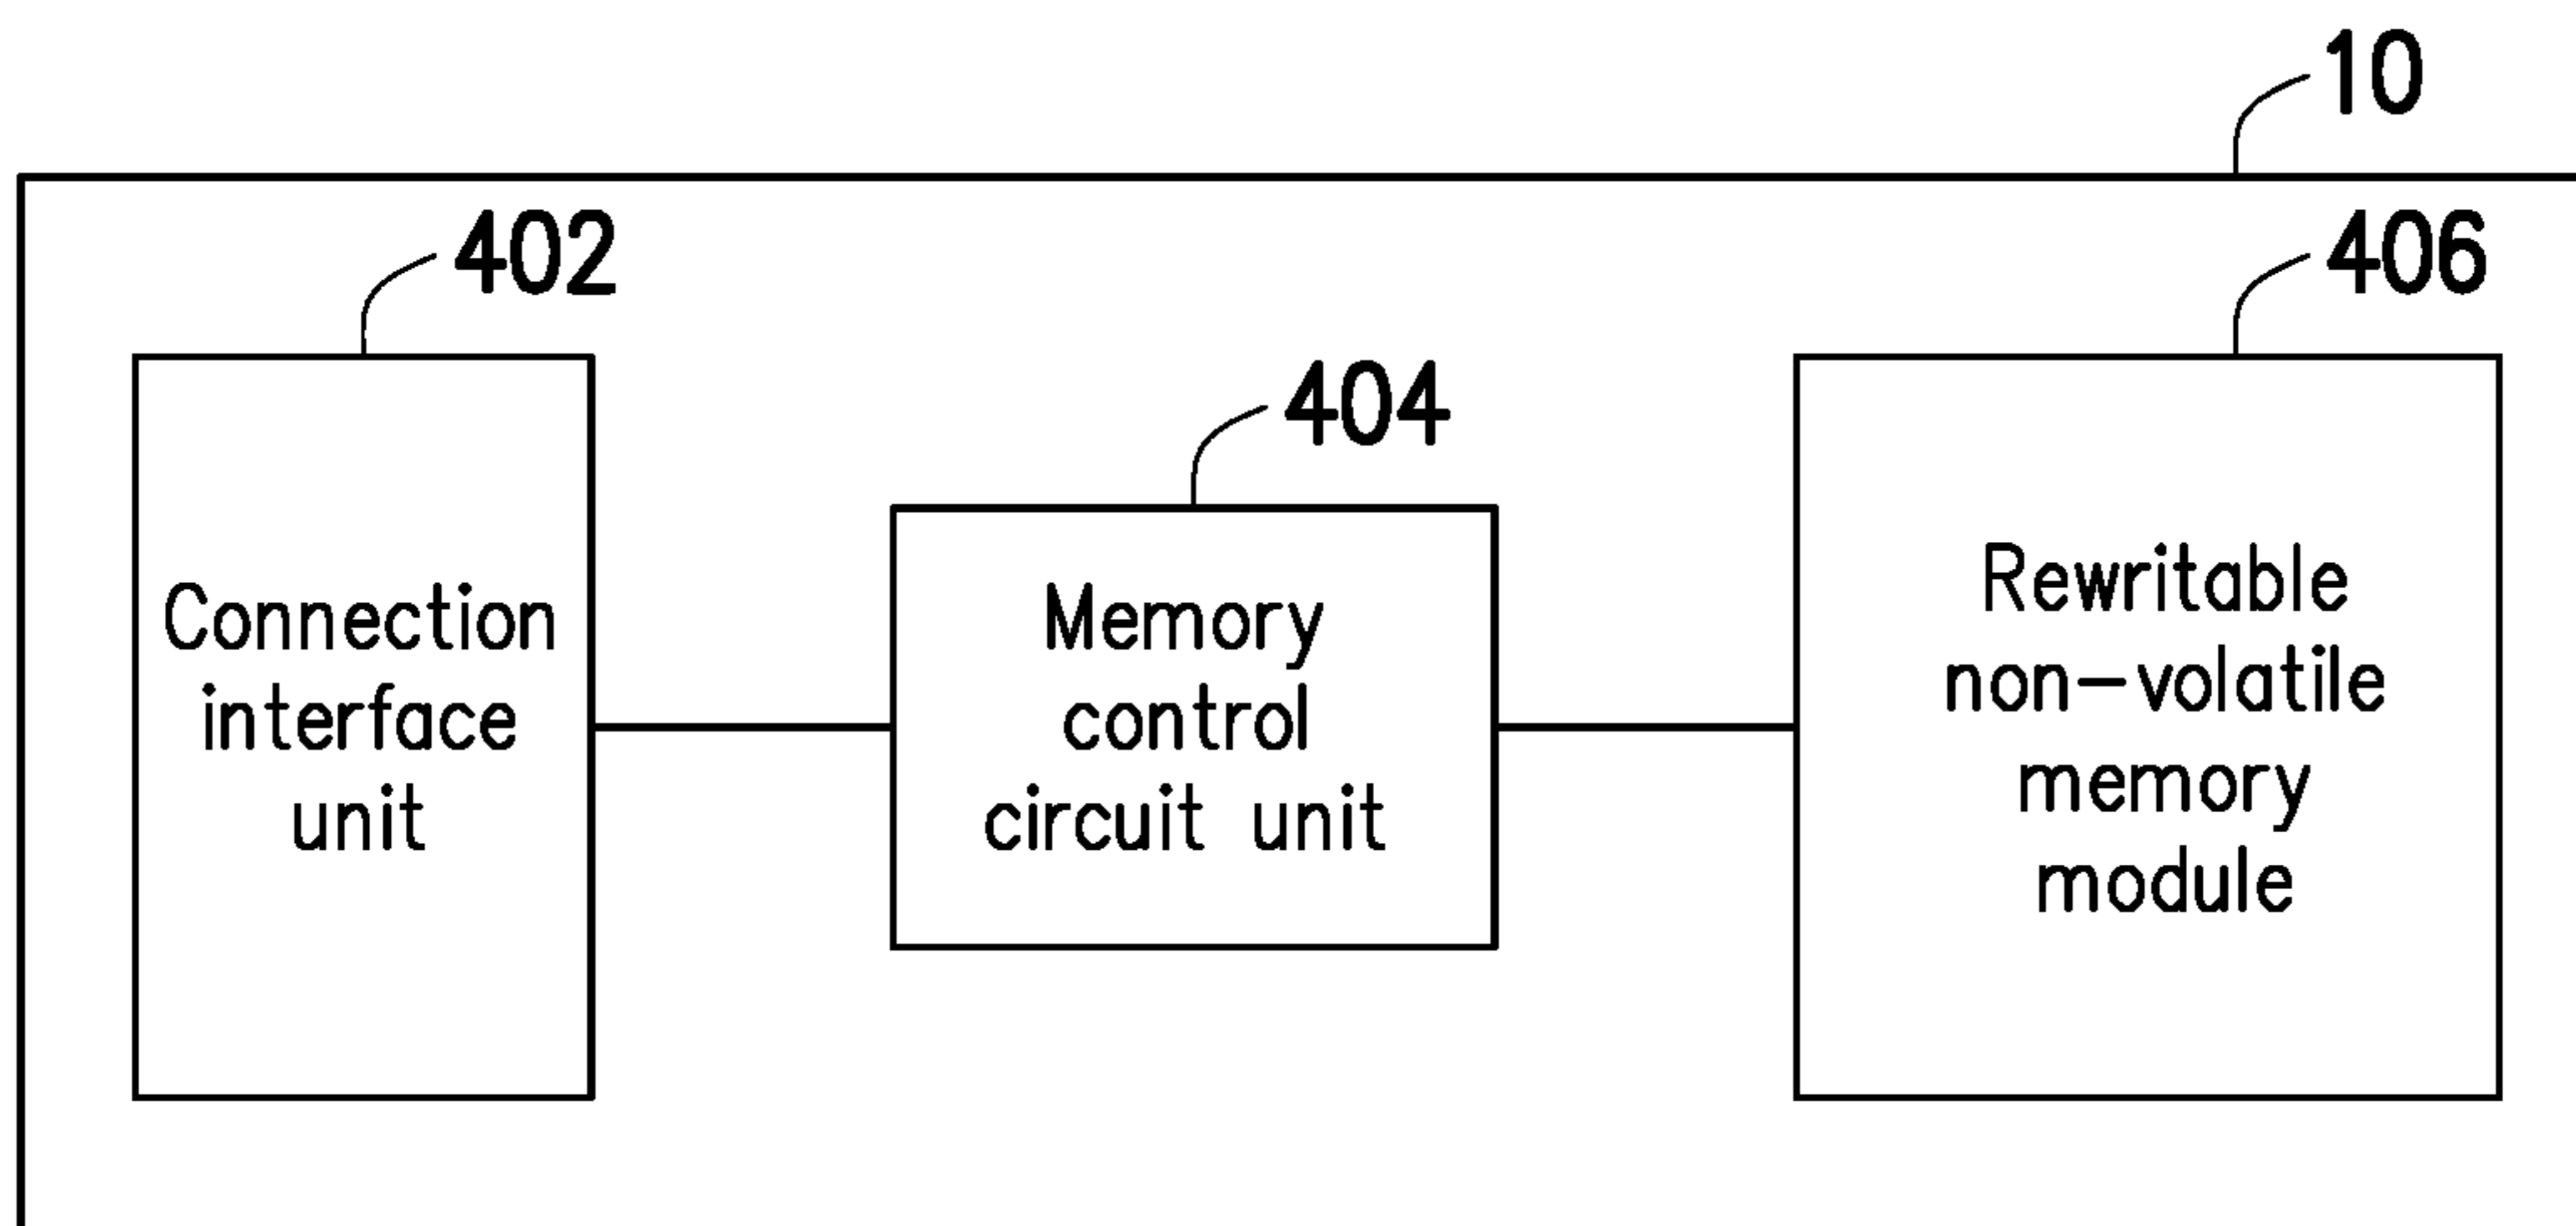 10
402
406
404
Connection
interface
unit
Memory
control
circuit unit
Rewritable
non-volatile
memory
module